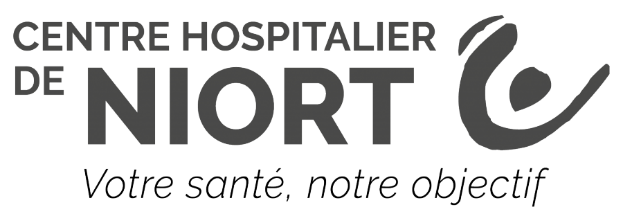 CENTRE HOSPITALIER
DE NIORT
Votre santé, notre objectif